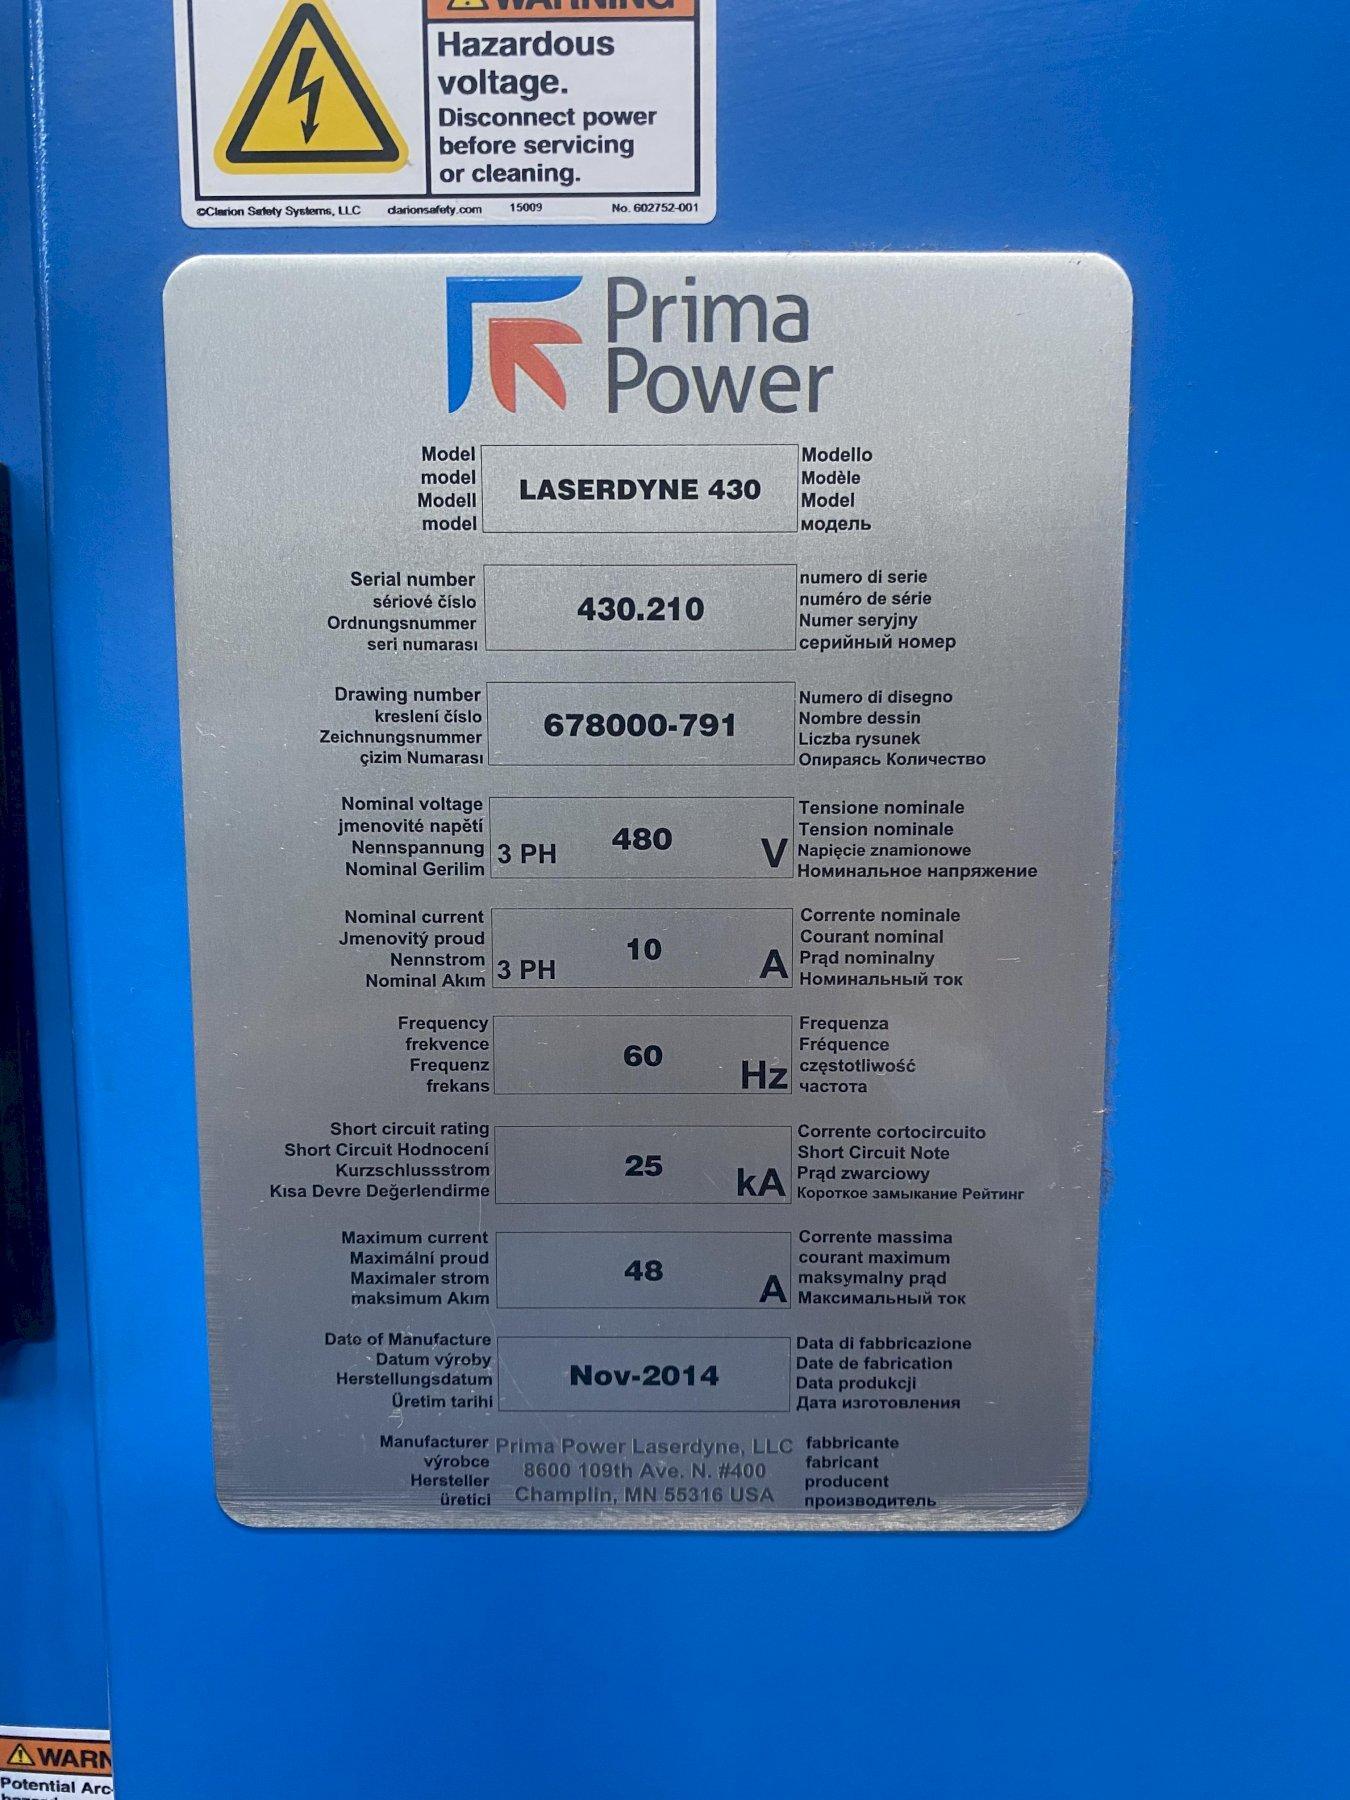 WARNING
Hazardous
voltage.
Disconnect power
before servicing
or cleaning.
©Clarion Safety Systems, LLC clarionsafety.com 15009 No. 602752-001
Prima
Power
Model
model
Modell
model
LASERDYNE 430
Modello
Modèle
Model
модель
Serial number
sériové číslo
Ordnungsnummer
seri numarası
430.210
numero di serie
numéro de série
Numer seryjny
серийный номер
Drawing number
kreslení číslo
Zeichnungsnummer
çizim Numarası
678000-791
Numero di disegno
Nombre dessin
Liczba rysunek
Опираясь Количество
Nominal voltage
jmenovité napětí
Nennspannung
Nominal Gerilim
3 PH 480 V
Tensione nominale
Tension nominale
Napięcie znamionowe
Номинальное напряжение
Nominal current
Jmenovitý proud
Nennstrom
Nominal Akım
3 PH 10 A
Corrente nominale
Courant nominal
Prąd nominalny
Номинальный ток
Frequency
frekvence
Frequenz
frekans
60 Hz
Frequenza
Fréquence
częstotliwość
частота
Short circuit rating
Short Circuit Hodnocení
Kurzschlussstrom
Kısa Devre Değerlendirme
25 kA
Corrente cortocircuito
Short Circuit Note
Prąd zwarciowy
Короткое замыкание Рейтинг
Maximum current
Maximální proud
Maximaler strom
maksimum Akım
48 A
Corrente massima
courant maximum
maksymalny prąd
Максимальный ток
Date of Manufacture
Datum výroby
Herstellungsdatum
Üretim tarihi
Nov-2014
Data di fabbricazione
Date de fabrication
Data produkcji
Дата изготовления
Manufacturer
výrobce
Hersteller
üretici
Prima Power Laserdyne, LLC
8600 109th Ave. N. #400
Champlin, MN 55316 USA
fabbricante
fabricant
producent
производитель
WARN
Potential Arc